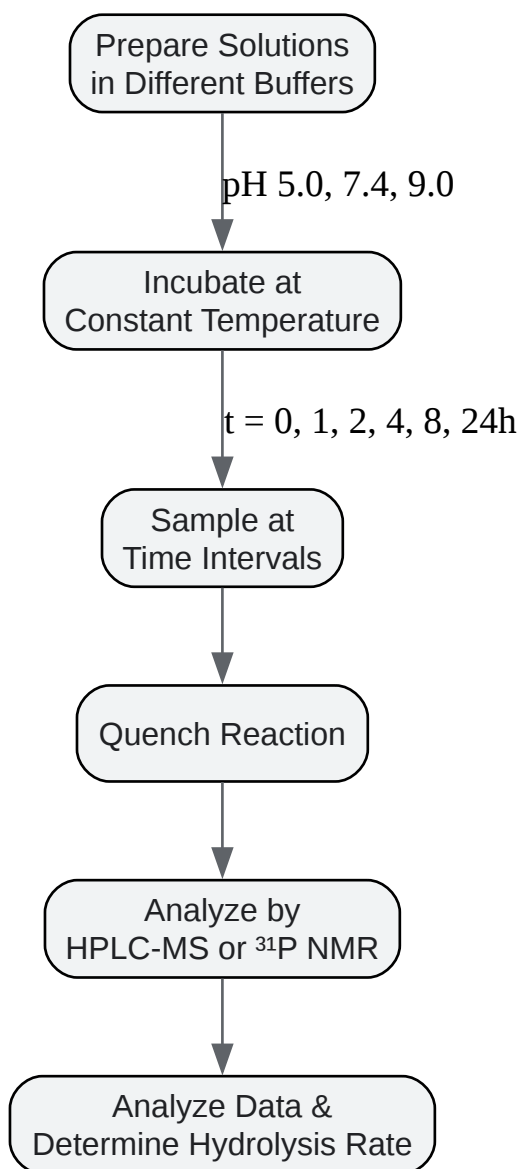 Prepare Solutions
in Different Buffers
pH 5.0, 7.4, 9.0
Incubate at
Constant Temperature
t = 0, 1, 2, 4, 8, 24h
Sample at
Time Intervals
Quench Reaction
Analyze by
HPLC-MS or ³¹P NMR
Analyze Data &
Determine Hydrolysis Rate